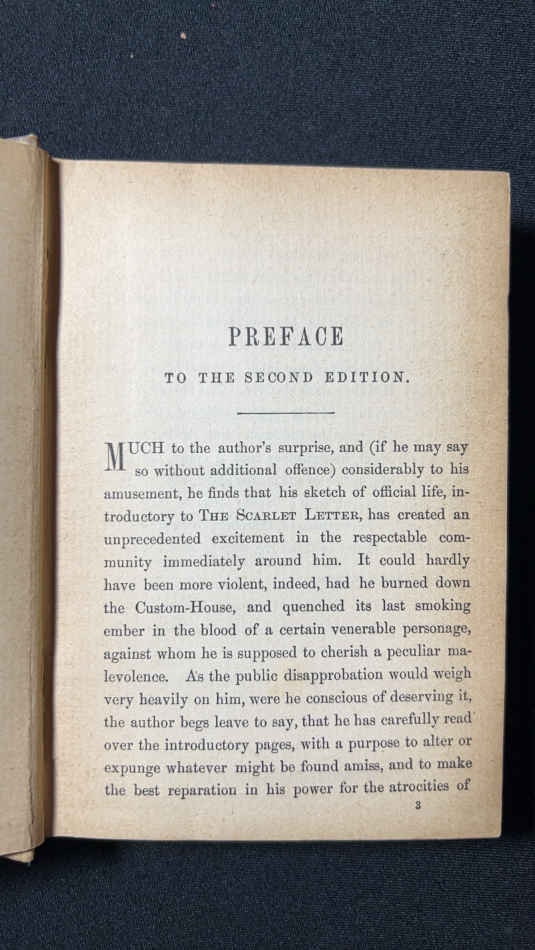 PREFACE
TO THE SECOND EDITION.
MUCH to the author's surprise, and (if he may say
so without additional offence) considerably to his
amusement, he finds that his sketch of official life, in-
troductory to THE SCARLET LETTER, has created an
unprecedented excitement in the respectable com-
munity immediately around him. It could hardly
have been more violent, indeed, had he burned down
the Custom-House, and quenched its last smoking
ember in the blood of a certain venerable personage,
against whom he is supposed to cherish a peculiar ma-
levolence. As the public disapprobation would weigh
very heavily on him, were he conscious of deserving it,
the author begs leave to say, that he has carefully read
over the introductory pages, with a purpose to alter or
expunge whatever might be found amiss, and to make
the best reparation in his power for the atrocities of
3